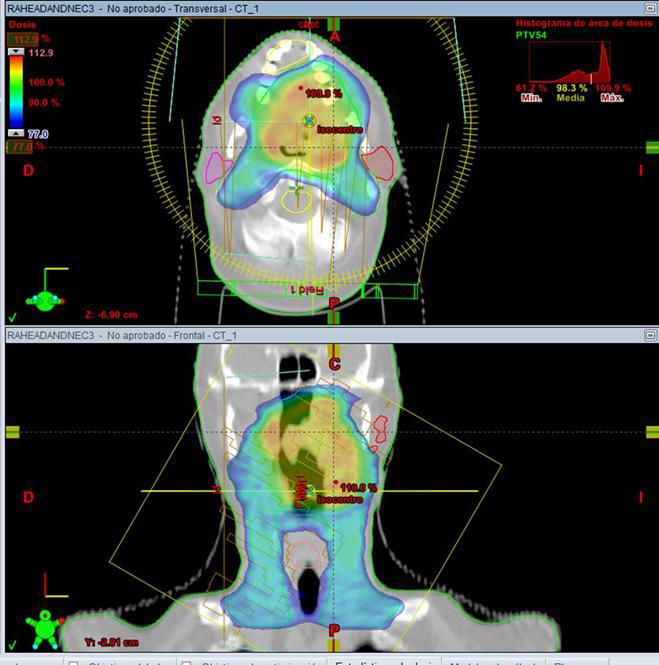 RAHEADANDNEC3 - No aprobado - Transversal - CT_1
Dosis
112.9 %
112.9
100.0 %
90.0 %
77.0
77.0 %
A
Histograma de área de dosis
PTV54
61.2 % 98.3 % 109.9 %
Mín. Media Máx.
109.9 %
isocentro
D
I
Field 1
P
Z: -6.90 cm
RAHEADANDNEC3 - No aprobado - Frontal - CT_1
C
D
I
110.0 %
isocentro
P
Y: -2.91 cm